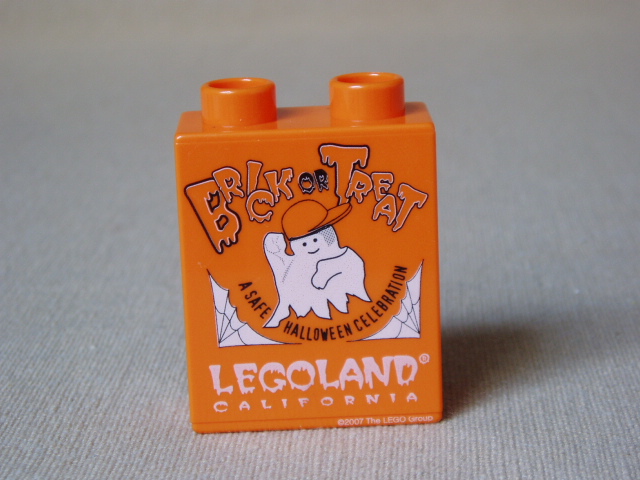 BRICK OR TREAT
A SAFE HALLOWEEN CELEBRATION
LEGOLAND®
CALIFORNIA
©2007 The LEGO Group